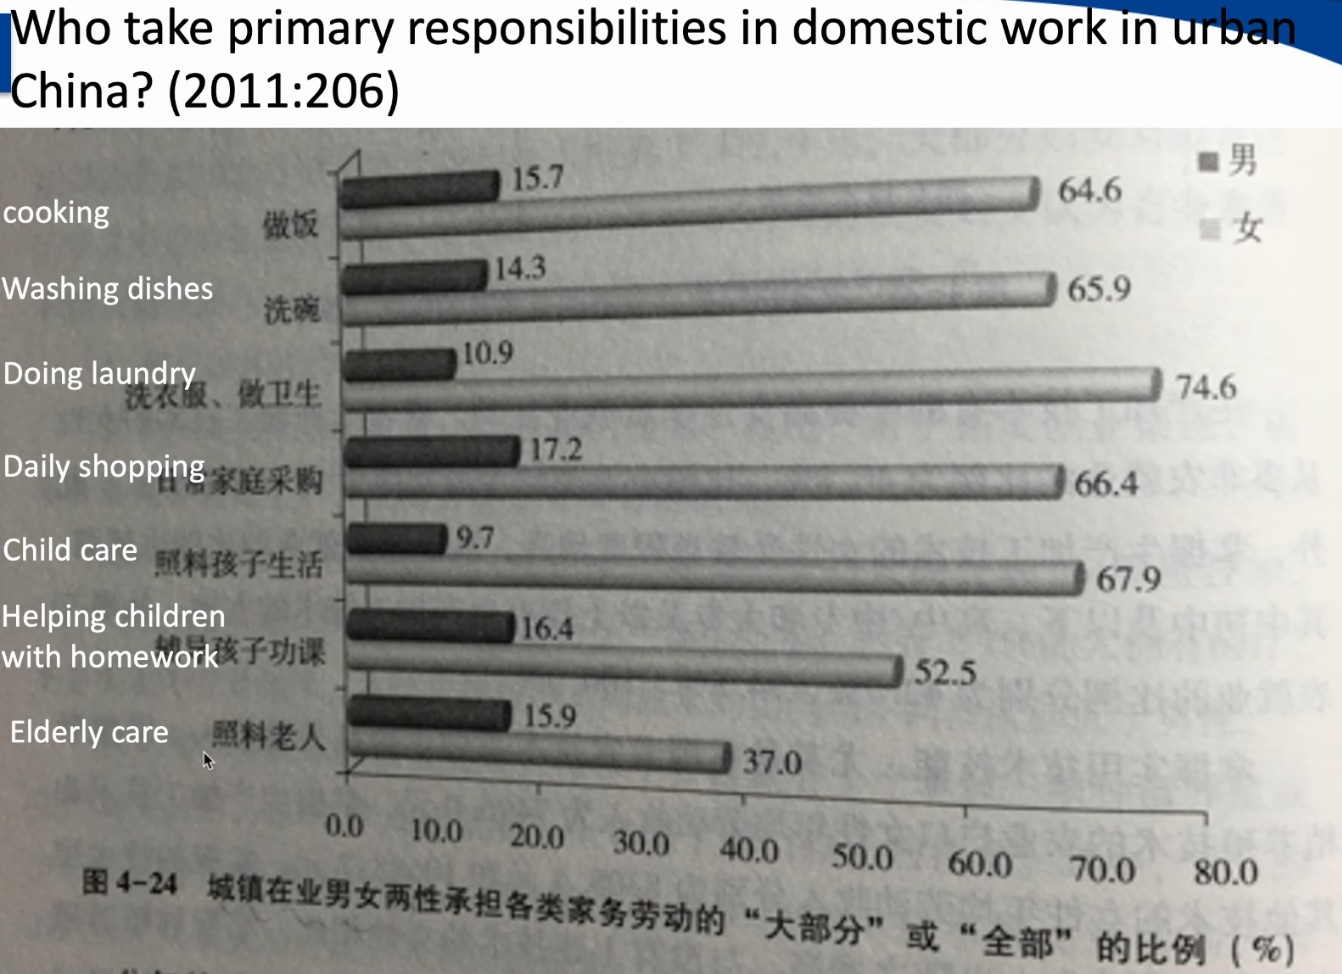 Who take primary responsibilities in domestic work in urban
China? (2011:206)
男
女
cooking
做饭
15.7
64.6
Washing dishes
洗碗
14.3
65.9
Doing laundry
洗衣服、做卫生
10.9
74.6
Daily shopping
日常家庭采购
17.2
66.4
Child care
照料孩子生活
9.7
67.9
Helping children
with homework
辅导孩子功课
16.4
52.5
Elderly care
照料老人
15.9
37.0
0.0 10.0 20.0 30.0 40.0 50.0 60.0 70.0 80.0
图4-24 城镇在业男女两性承担各类家务劳动的“大部分”或“全部”的比例(%)